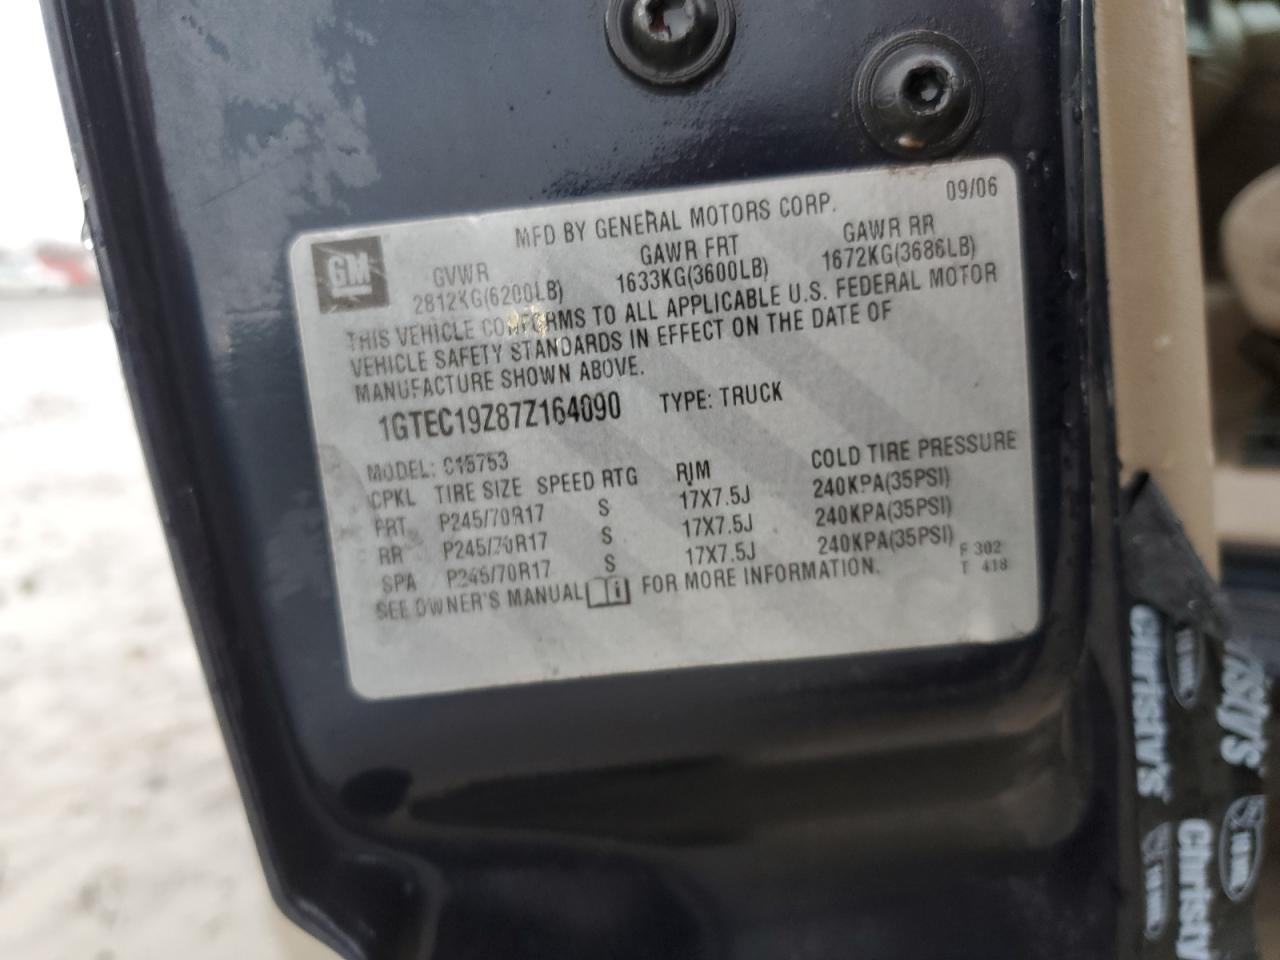 MFD BY GENERAL MOTORS CORP. 09/06
GM
GVWR GAWR FRT GAWR RR
2812KG(6200LB) 1633KG(3600LB) 1672KG(3686LB)
THIS VEHICLE CONFORMS TO ALL APPLICABLE U.S. FEDERAL MOTOR
VEHICLE SAFETY STANDARDS IN EFFECT ON THE DATE OF
MANUFACTURE SHOWN ABOVE.
1GTEC19Z87Z164090 TYPE: TRUCK
MODEL: C15753
CPKL TIRE SIZE SPEED RTG RIM COLD TIRE PRESSURE
FRT P245/70R17 S 17X7.5J 240KPA(35PSI)
RR P245/70R17 S 17X7.5J 240KPA(35PSI)
SPA P245/70R17 S 17X7.5J 240KPA(35PSI)
SEE OWNER'S MANUAL FOR MORE INFORMATION.
F 302
T 418
christy's
Christy